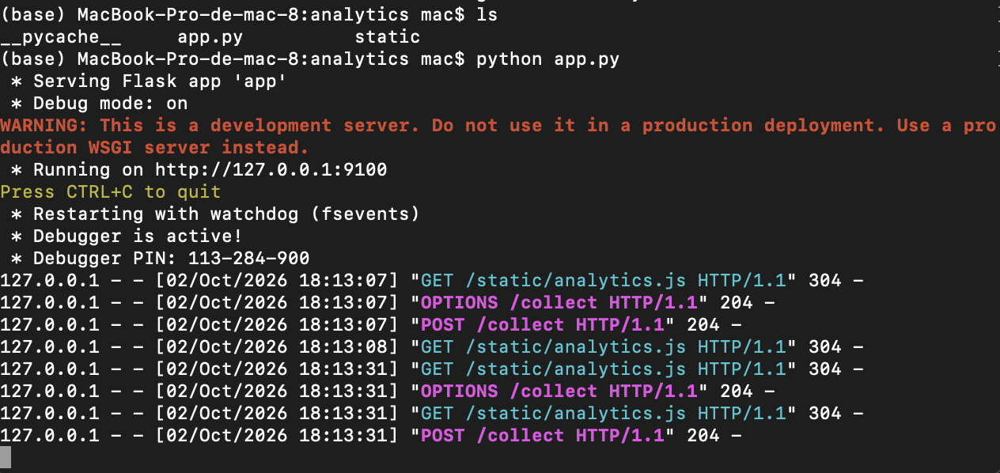 (base) MacBook-Pro-de-mac-8:analytics mac$ ls
__pycache__     app.py          static
(base) MacBook-Pro-de-mac-8:analytics mac$ python app.py
 * Serving Flask app 'app'
 * Debug mode: on
WARNING: This is a development server. Do not use it in a production deployment. Use a pro
duction WSGI server instead.
 * Running on http://127.0.0.1:9100
Press CTRL+C to quit
 * Restarting with watchdog (fsevents)
 * Debugger is active!
 * Debugger PIN: 113-284-900
127.0.0.1 - - [02/Oct/2026 18:13:07] "GET /static/analytics.js HTTP/1.1" 304 -
127.0.0.1 - - [02/Oct/2026 18:13:07] "OPTIONS /collect HTTP/1.1" 204 -
127.0.0.1 - - [02/Oct/2026 18:13:07] "POST /collect HTTP/1.1" 204 -
127.0.0.1 - - [02/Oct/2026 18:13:08] "GET /static/analytics.js HTTP/1.1" 304 -
127.0.0.1 - - [02/Oct/2026 18:13:31] "GET /static/analytics.js HTTP/1.1" 304 -
127.0.0.1 - - [02/Oct/2026 18:13:31] "OPTIONS /collect HTTP/1.1" 204 -
127.0.0.1 - - [02/Oct/2026 18:13:31] "GET /static/analytics.js HTTP/1.1" 304 -
127.0.0.1 - - [02/Oct/2026 18:13:31] "POST /collect HTTP/1.1" 204 -